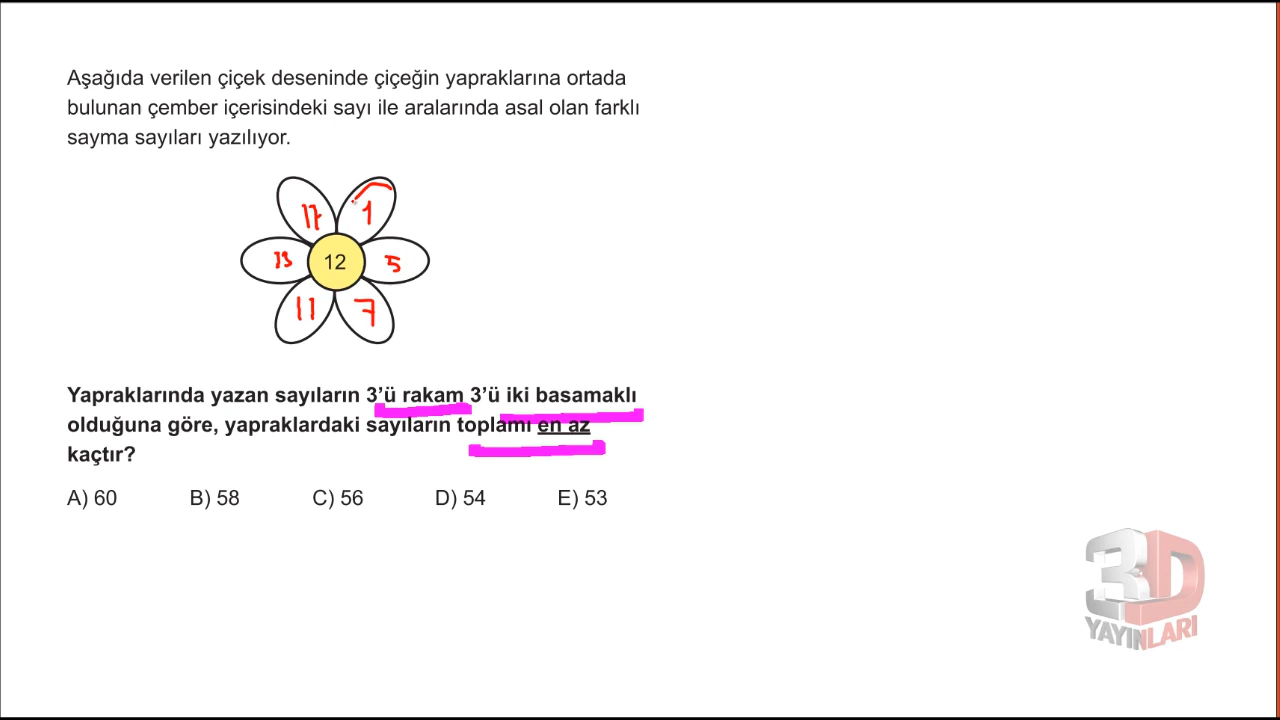 Aşağıda verilen çiçek deseninde çiçeğin yapraklarına ortada
bulunan çember içerisindeki sayı ile aralarında asal olan farklı
sayma sayıları yazılıyor.
17 1
13 12 5
11 7
Yapraklarında yazan sayıların 3’ü rakam 3’ü iki basamaklı
olduğuna göre, yapraklardaki sayıların toplamı en az
kaçtır?
A) 60 B) 58 C) 56 D) 54 E) 53
3D
YAYINLARI